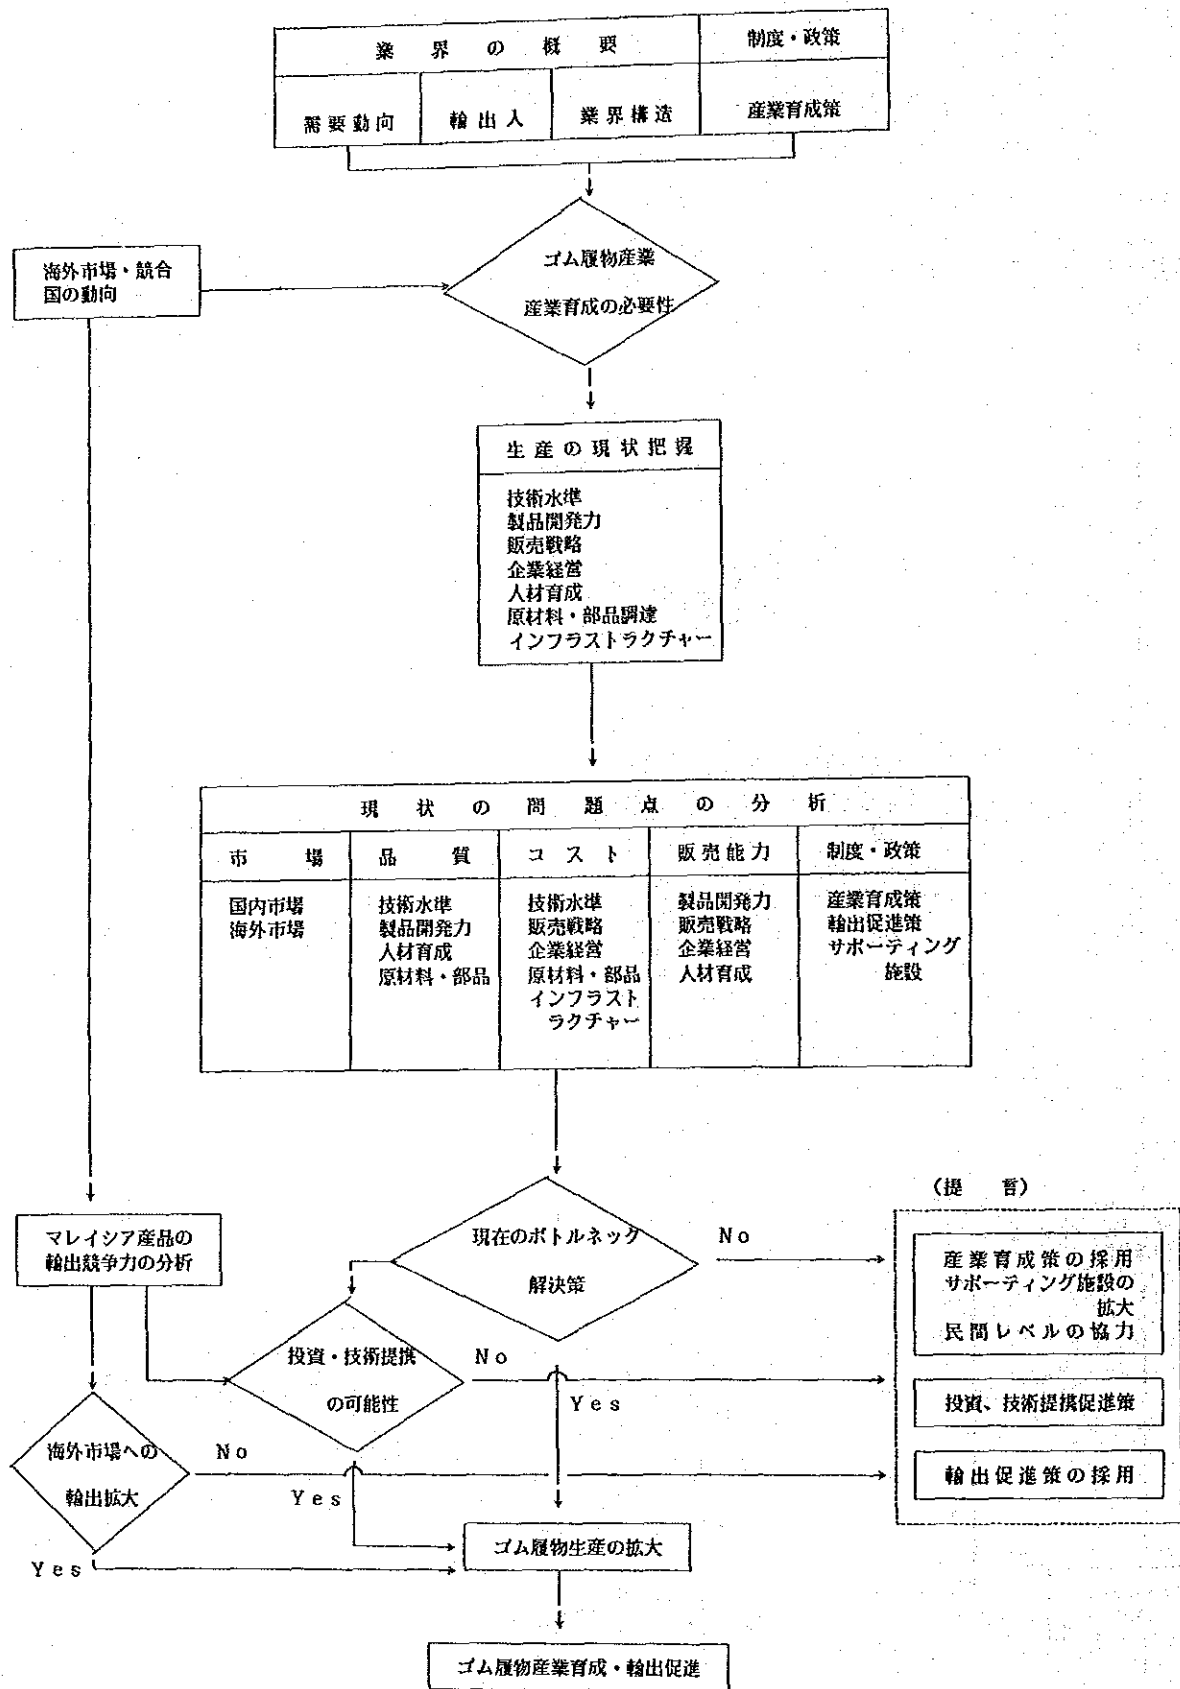 業界の概要
制度・政策
需要動向
輸出入
業界構造
産業育成策
海外市場・競合
国の動向
ゴム履物産業
産業育成の必要性
生産の現状把握
技術水準
製品開発力
販売戦略
企業経営
人材育成
原材料・部品調達
インフラストラクチャー
現状の問題点の分析
市場
品質
コスト
販売能力
制度・政策
国内市場
海外市場
技術水準
製品開発力
人材育成
原材料・部品
技術水準
販売戦略
企業経営
原材料・部品
インフラスト
ラクチャー
製品開発力
販売戦略
企業経営
人材育成
産業育成策
輸出促進策
サポーティング
施設
(提言)
マレイシア産品の
輸出競争力の分析
現在のボトルネック
解決策
No
産業育成策の採用
サポーティング施設の
拡大
民間レベルの協力
投資・技術提携
の可能性
No
Yes
投資、技術提携促進策
海外市場への
輸出拡大
No
Yes
輸出促進策の採用
ゴム履物生産の拡大
Yes
ゴム履物産業育成・輸出促進